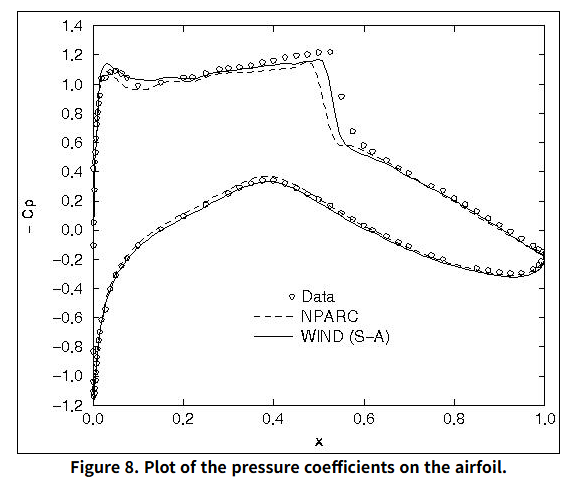 1.4
1.2
1.0
0.8
0.6
0.4
0.2
0.0
−0.2
−0.4
−0.6
−0.8
−1.0
−1.2
− Cp
Data
NPARC
WIND (S−A)
0.0 0.2 0.4 0.6 0.8 1.0
x
Figure 8. Plot of the pressure coefficients on the airfoil.